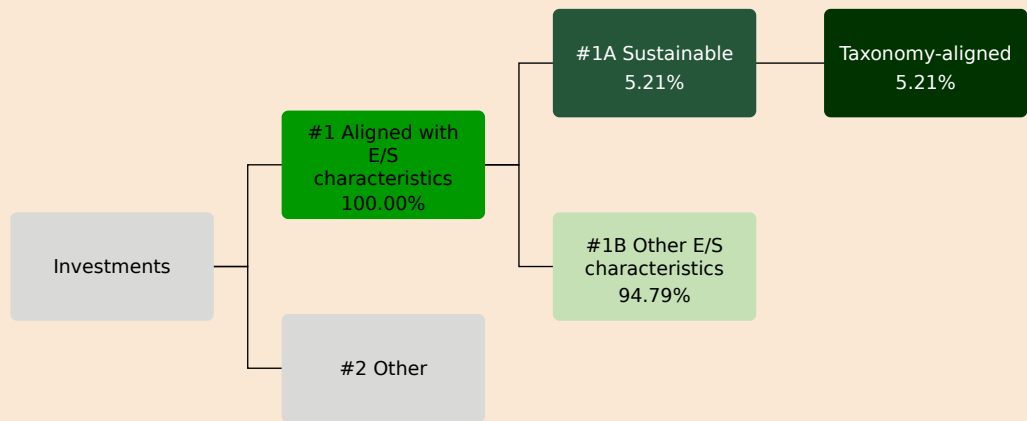 Investments
#1 Aligned with
E/S
characteristics
100.00%
#2 Other
#1A Sustainable
5.21%
#1B Other E/S
characteristics
94.79%
Taxonomy-aligned
5.21%